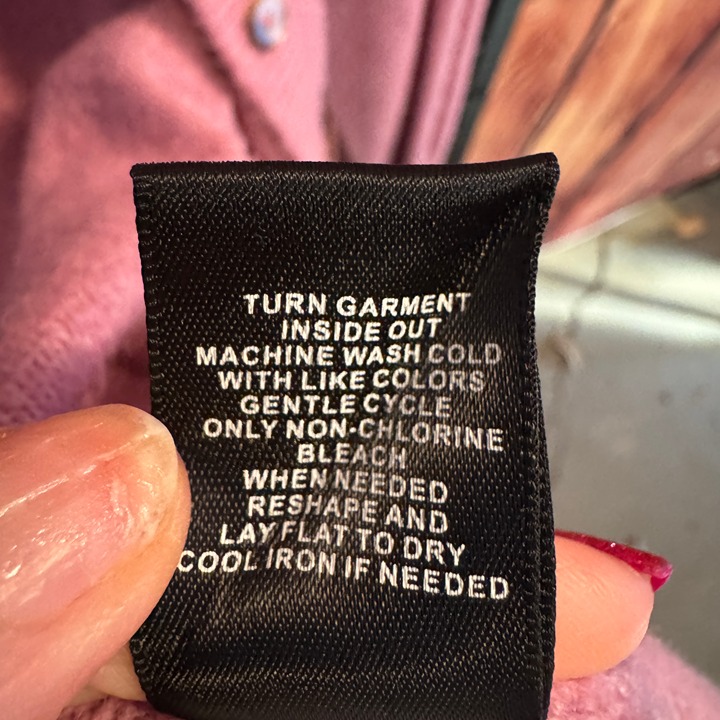 TURN GARMENT
INSIDE OUT
MACHINE WASH COLD
WITH LIKE COLORS
GENTLE CYCLE
ONLY NON-CHLORINE
BLEACH
WHEN NEEDED
RESHAPE AND
LAY FLAT TO DRY
COOL IRON IF NEEDED